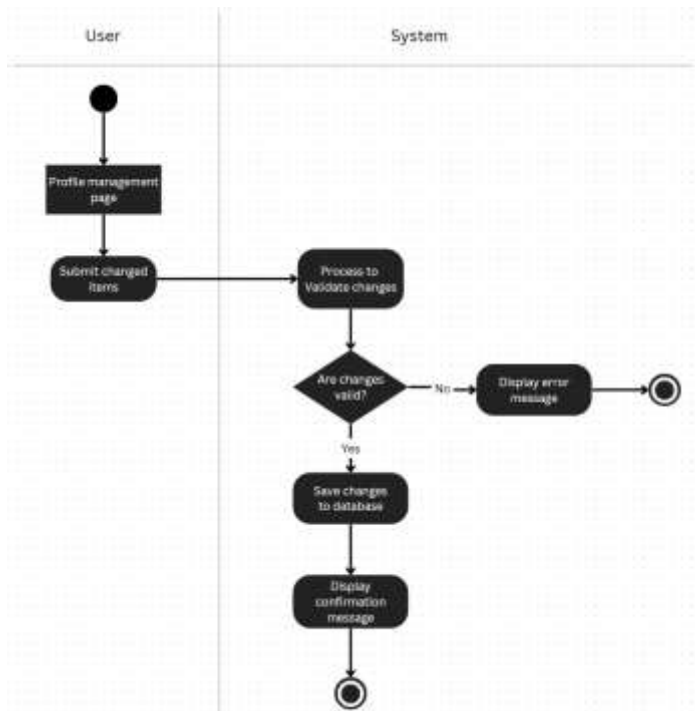 User
System
Profile management
page
Submit changed
items
Process to
Validate changes
Are changes
valid?
No
Display error
message
Yes
Save changes
to database
Display
confirmation
message